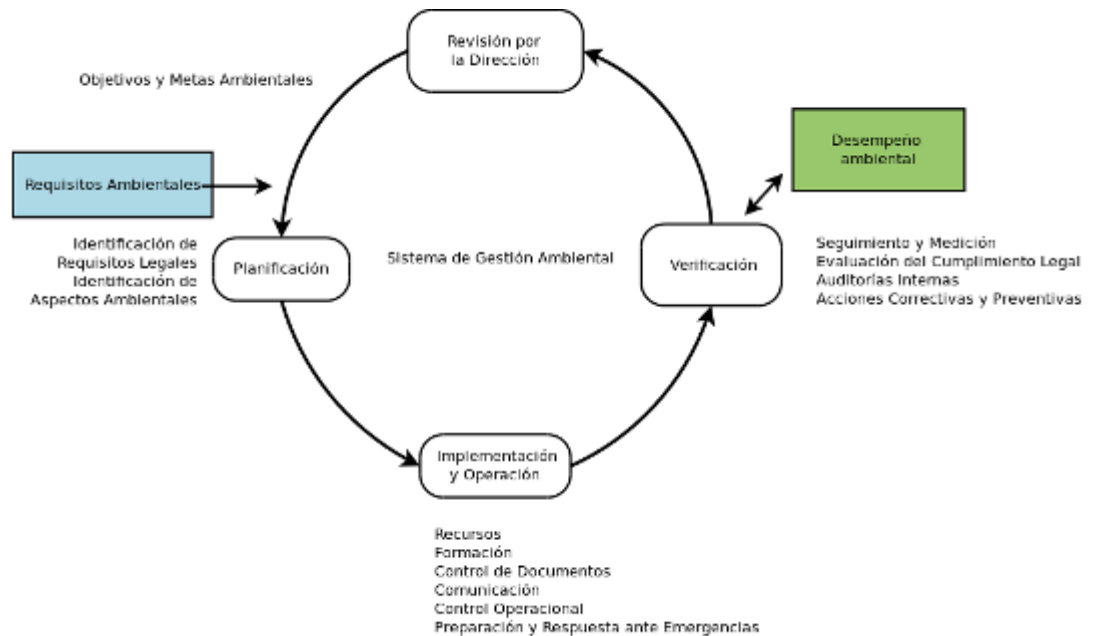 Revisión por
la Dirección
Objetivos y Metas Ambientales
Desempeño
ambiental
Requisitos Ambientales
Identificación de
Requisitos Legales
Identificación de
Aspectos Ambientales
Planificación
Sistema de Gestión Ambiental
Verificación
Seguimiento y Medición
Evaluación del Cumplimiento Legal
Auditorías Internas
Acciones Correctivas y Preventivas
Implementación
y Operación
Recursos
Formación
Control de Documentos
Comunicación
Control Operacional
Preparación y Respuesta ante Emergencias